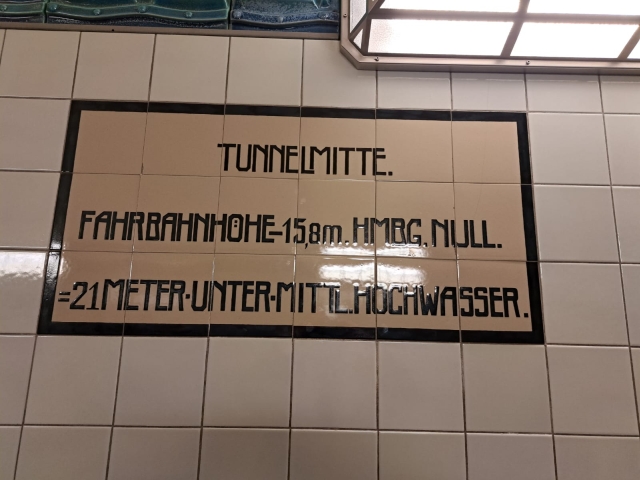 TUNNELMITTE.
FAHRBAHNHÖHE-15,8m.HMBG.NULL.
=21METER·UNTER·MITTL.HOCHWASSER.